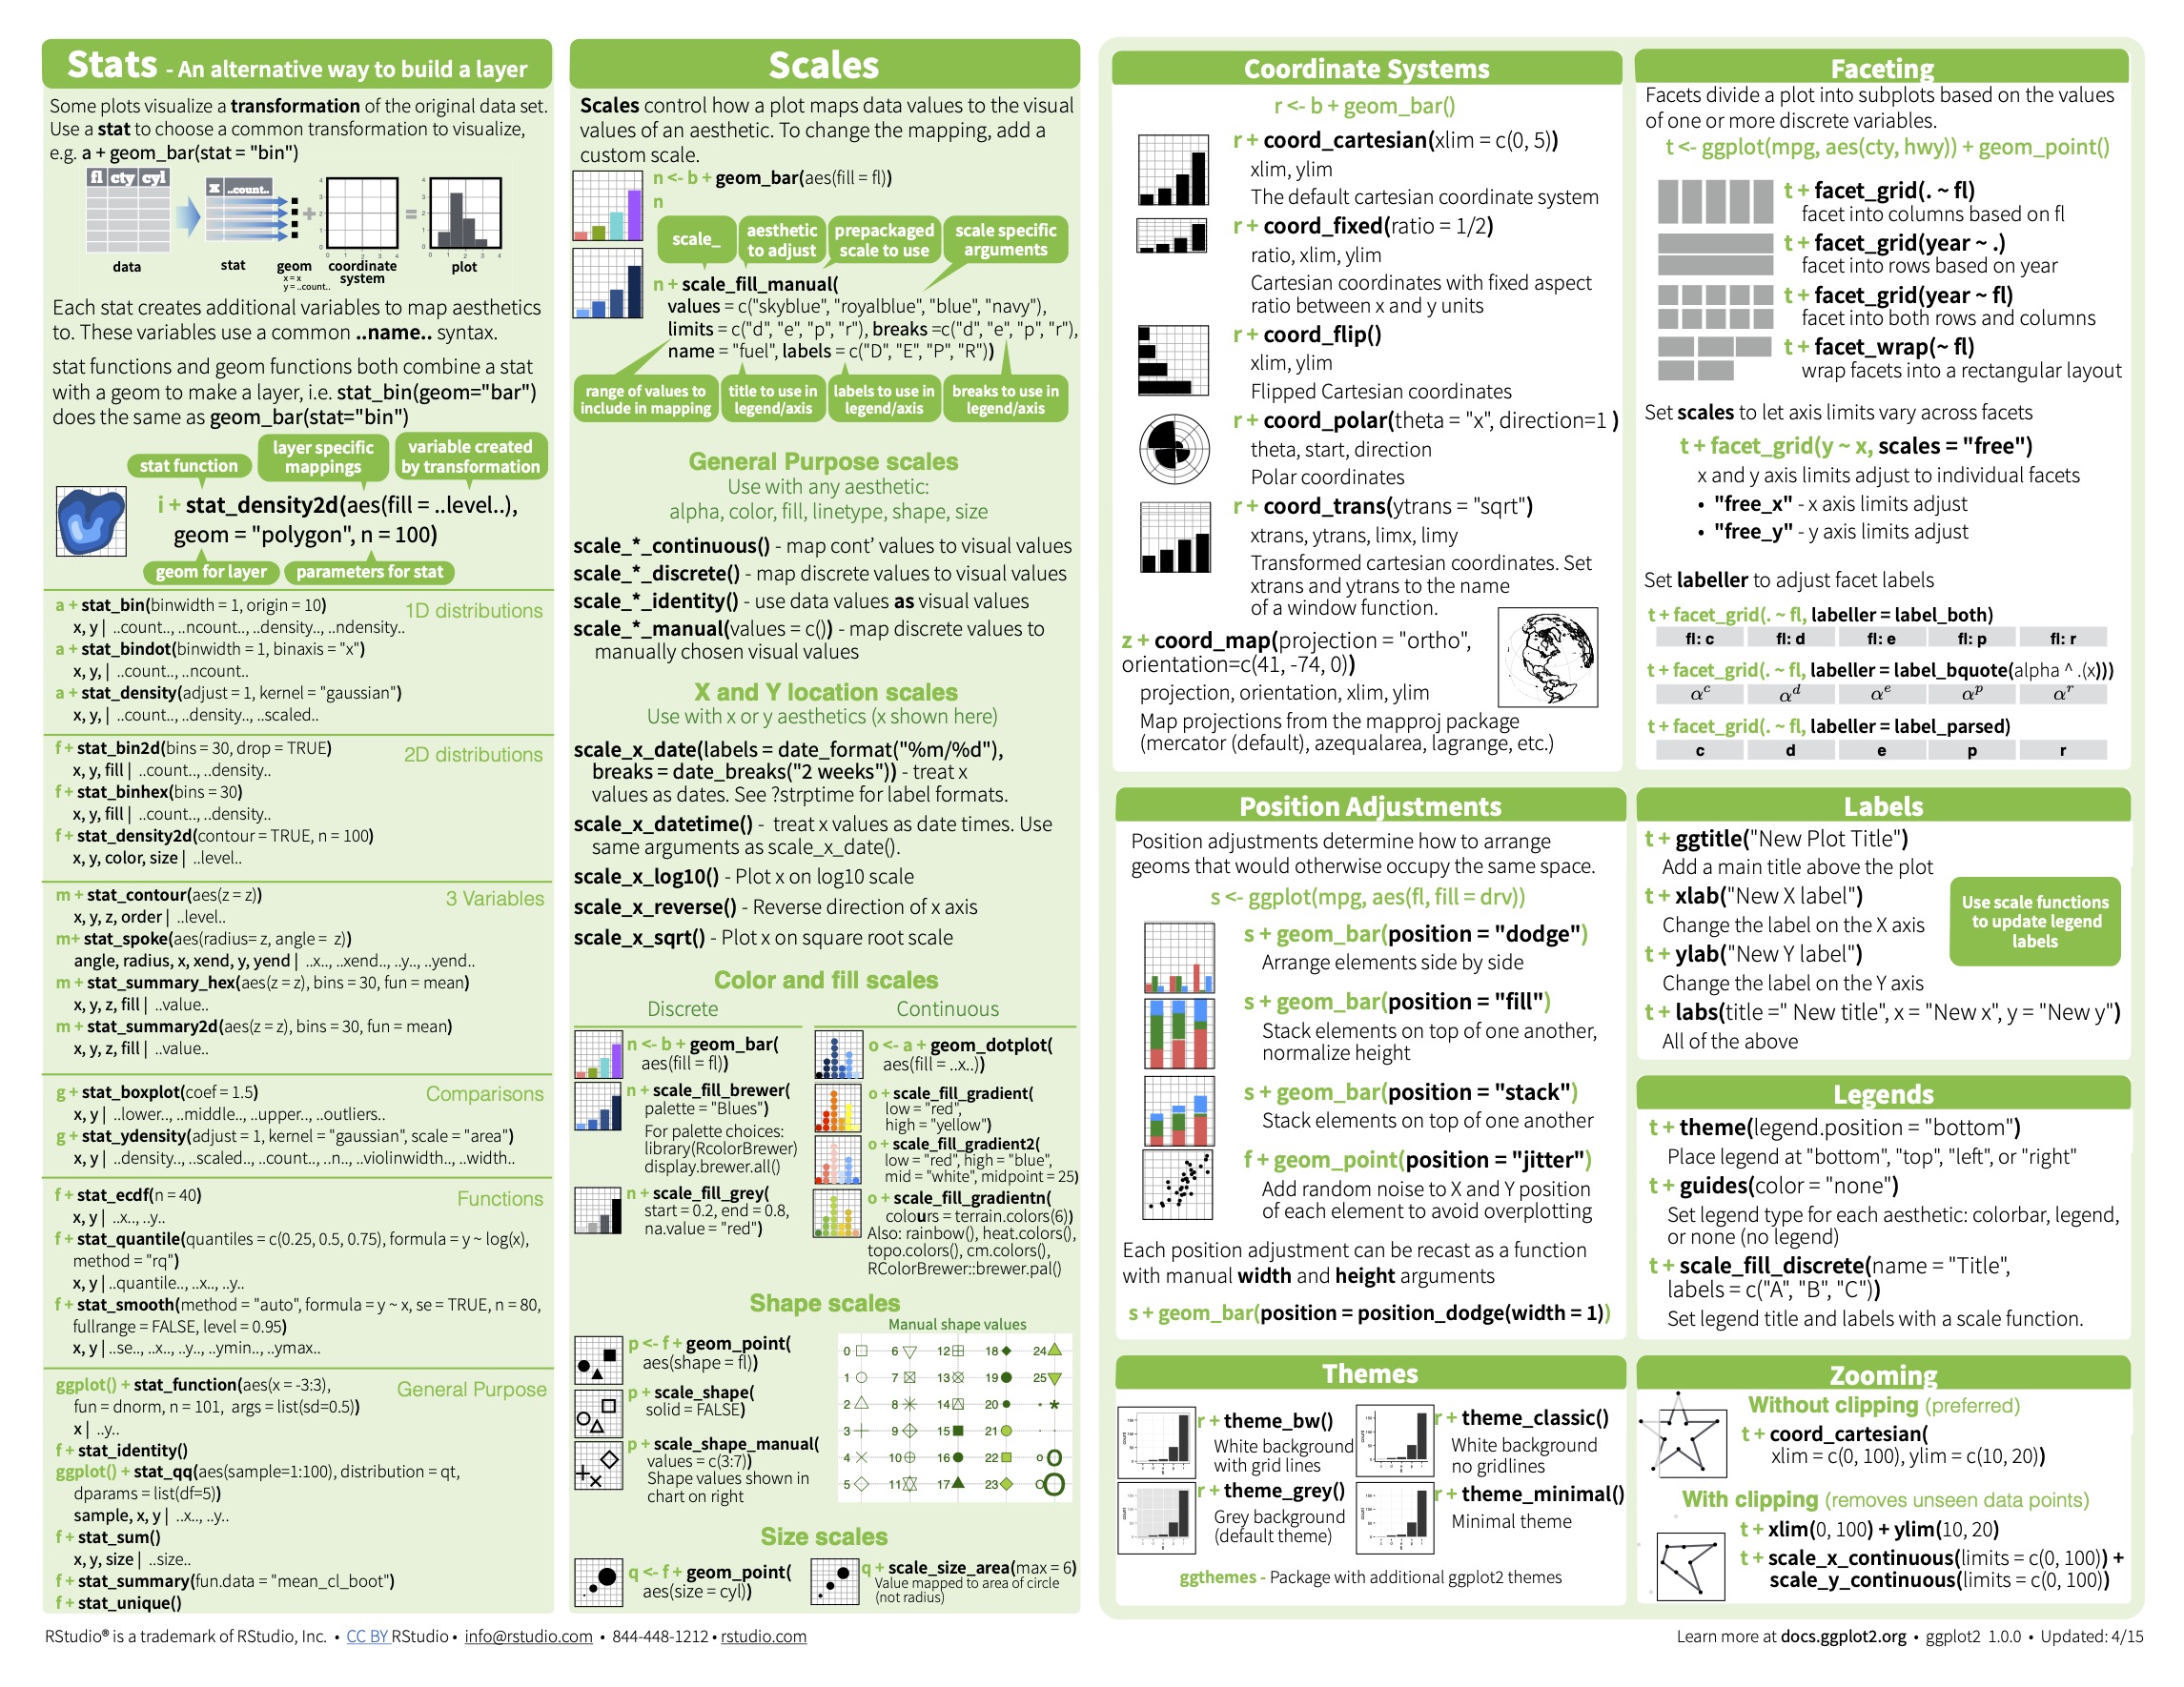 Stats - An alternative way to build a layer
Some plots visualize a transformation of the original data set.
Use a stat to choose a common transformation to visualize,
e.g. a + geom_bar(stat = "bin")
fl cty cyl
x ..count..
data
stat
geom
x = x
y = ..count..
coordinate
system
plot
Each stat creates additional variables to map aesthetics
to. These variables use a common ..name.. syntax.
stat functions and geom functions both combine a stat
with a geom to make a layer, i.e. stat_bin(geom="bar")
does the same as geom_bar(stat="bin")
stat function
layer specific
mappings
variable created
by transformation
i + stat_density2d(aes(fill = ..level..),
geom = "polygon", n = 100)
geom for layer
parameters for stat
1D distributions
a + stat_bin(binwidth = 1, origin = 10)
x, y | ..count.., ..ncount.., ..density.., ..ndensity..
a + stat_bindot(binwidth = 1, binaxis = "x")
x, y, | ..count.., ..ncount..
a + stat_density(adjust = 1, kernel = "gaussian")
x, y, | ..count.., ..density.., ..scaled..
2D distributions
f + stat_bin2d(bins = 30, drop = TRUE)
x, y, fill | ..count.., ..density..
f + stat_binhex(bins = 30)
x, y, fill | ..count.., ..density..
f + stat_density2d(contour = TRUE, n = 100)
x, y, color, size | ..level..
3 Variables
m + stat_contour(aes(z = z))
x, y, z, order | ..level..
m+ stat_spoke(aes(radius= z, angle = z))
angle, radius, x, xend, y, yend | ..x.., ..xend.., ..y.., ..yend..
m + stat_summary_hex(aes(z = z), bins = 30, fun = mean)
x, y, z, fill | ..value..
m + stat_summary2d(aes(z = z), bins = 30, fun = mean)
x, y, z, fill | ..value..
Comparisons
g + stat_boxplot(coef = 1.5)
x, y | ..lower.., ..middle.., ..upper.., ..outliers..
g + stat_ydensity(adjust = 1, kernel = "gaussian", scale = "area")
x, y | ..density.., ..scaled.., ..count.., ..n.., ..violinwidth.., ..width..
Functions
f + stat_ecdf(n = 40)
x, y | ..x.., ..y..
f + stat_quantile(quantiles = c(0.25, 0.5, 0.75), formula = y ~ log(x),
method = "rq")
x, y | ..quantile.., ..x.., ..y..
f + stat_smooth(method = "auto", formula = y ~ x, se = TRUE, n = 80,
fullrange = FALSE, level = 0.95)
x, y | ..se.., ..x.., ..y.., ..ymin.., ..ymax..
General Purpose
ggplot() + stat_function(aes(x = -3:3),
fun = dnorm, n = 101, args = list(sd=0.5))
x | ..y..
f + stat_identity()
ggplot() + stat_qq(aes(sample=1:100), distribution = qt,
dparams = list(df=5))
sample, x, y | ..x.., ..y..
f + stat_sum()
x, y, size | ..size..
f + stat_summary(fun.data = "mean_cl_boot")
f + stat_unique()
Scales
Scales control how a plot maps data values to the visual
values of an aesthetic. To change the mapping, add a
custom scale.
n <- b + geom_bar(aes(fill = fl))
n
scale_
aesthetic
to adjust
prepackaged
scale to use
scale specific
arguments
n + scale_fill_manual(
values = c("skyblue", "royalblue", "blue", "navy"),
limits = c("d", "e", "p", "r"), breaks =c("d", "e", "p", "r"),
name = "fuel", labels = c("D", "E", "P", "R"))
range of values to
include in mapping
title to use in
legend/axis
labels to use in
legend/axis
breaks to use in
legend/axis
General Purpose scales
Use with any aesthetic:
alpha, color, fill, linetype, shape, size
scale_*_continuous() - map cont' values to visual values
scale_*_discrete() - map discrete values to visual values
scale_*_identity() - use data values as visual values
scale_*_manual(values = c()) - map discrete values to
manually chosen visual values
X and Y location scales
Use with x or y aesthetics (x shown here)
scale_x_date(labels = date_format("%m/%d"),
breaks = date_breaks("2 weeks")) - treat x
values as dates. See ?strptime for label formats.
scale_x_datetime() - treat x values as date times. Use
same arguments as scale_x_date().
scale_x_log10() - Plot x on log10 scale
scale_x_reverse() - Reverse direction of x axis
scale_x_sqrt() - Plot x on square root scale
Color and fill scales
Discrete
n <- b + geom_bar(
aes(fill = fl))
n + scale_fill_brewer(
palette = "Blues")
For palette choices:
library(RcolorBrewer)
display.brewer.all()
n + scale_fill_grey(
start = 0.2, end = 0.8,
na.value = "red")
Continuous
o <- a + geom_dotplot(
aes(fill = ..x..))
o + scale_fill_gradient(
low = "red",
high = "yellow")
o + scale_fill_gradient2(
low = "red", high = "blue",
mid = "white", midpoint = 25)
o + scale_fill_gradientn(
colours = terrain.colors(6))
Also: rainbow(), heat.colors(),
topo.colors(), cm.colors(),
RColorBrewer::brewer.pal()
Shape scales
p <- f + geom_point(
aes(shape = fl))
p + scale_shape(
solid = FALSE)
p + scale_shape_manual(
values = c(3:7))
Shape values shown in
chart on right
Manual shape values
0 6 12 18 24
1 7 13 19 25
2 8 14 20 * *
3 9 15 21 . .
4 10 16 22 o o
5 11 17 23 O O
Size scales
q <- f + geom_point(
aes(size = cyl))
q + scale_size_area(max = 6)
Value mapped to area of circle
(not radius)
Coordinate Systems
r <- b + geom_bar()
r + coord_cartesian(xlim = c(0, 5))
xlim, ylim
The default cartesian coordinate system
r + coord_fixed(ratio = 1/2)
ratio, xlim, ylim
Cartesian coordinates with fixed aspect
ratio between x and y units
r + coord_flip()
xlim, ylim
Flipped Cartesian coordinates
r + coord_polar(theta = "x", direction=1 )
theta, start, direction
Polar coordinates
r + coord_trans(ytrans = "sqrt")
xtrans, ytrans, limx, limy
Transformed cartesian coordinates. Set
xtrans and ytrans to the name
of a window function.
z + coord_map(projection = "ortho",
orientation=c(41, -74, 0))
projection, orientation, xlim, ylim
Map projections from the mapproj package
(mercator (default), azequalarea, lagrange, etc.)
Position Adjustments
Position adjustments determine how to arrange
geoms that would otherwise occupy the same space.
s <- ggplot(mpg, aes(fl, fill = drv))
s + geom_bar(position = "dodge")
Arrange elements side by side
s + geom_bar(position = "fill")
Stack elements on top of one another,
normalize height
s + geom_bar(position = "stack")
Stack elements on top of one another
f + geom_point(position = "jitter")
Add random noise to X and Y position
of each element to avoid overplotting
Each position adjustment can be recast as a function
with manual width and height arguments
s + geom_bar(position = position_dodge(width = 1))
Themes
r + theme_bw()
White background
with grid lines
r + theme_grey()
Grey background
(default theme)
r + theme_classic()
White background
no gridlines
r + theme_minimal()
Minimal theme
ggthemes - Package with additional ggplot2 themes
Faceting
Facets divide a plot into subplots based on the values
of one or more discrete variables.
t <- ggplot(mpg, aes(cty, hwy)) + geom_point()
t + facet_grid(. ~ fl)
facet into columns based on fl
t + facet_grid(year ~ .)
facet into rows based on year
t + facet_grid(year ~ fl)
facet into both rows and columns
t + facet_wrap(~ fl)
wrap facets into a rectangular layout
Set scales to let axis limits vary across facets
t + facet_grid(y ~ x, scales = "free")
x and y axis limits adjust to individual facets
• "free_x" - x axis limits adjust
• "free_y" - y axis limits adjust
Set labeller to adjust facet labels
t + facet_grid(. ~ fl, labeller = label_both)
fl: c fl: d fl: e fl: p fl: r
t + facet_grid(. ~ fl, labeller = label_bquote(alpha ^ .(x)))
αᶜ αᵈ αᵉ αᵖ αʳ
t + facet_grid(. ~ fl, labeller = label_parsed)
c d e p r
Labels
t + ggtitle("New Plot Title")
Add a main title above the plot
t + xlab("New X label")
Change the label on the X axis
t + ylab("New Y label")
Change the label on the Y axis
t + labs(title =" New title", x = "New x", y = "New y")
All of the above
Use scale functions
to update legend
labels
Legends
t + theme(legend.position = "bottom")
Place legend at "bottom", "top", "left", or "right"
t + guides(color = "none")
Set legend type for each aesthetic: colorbar, legend,
or none (no legend)
t + scale_fill_discrete(name = "Title",
labels = c("A", "B", "C"))
Set legend title and labels with a scale function.
Zooming
Without clipping (preferred)
t + coord_cartesian(
xlim = c(0, 100), ylim = c(10, 20))
With clipping (removes unseen data points)
t + xlim(0, 100) + ylim(10, 20)
t + scale_x_continuous(limits = c(0, 100)) +
scale_y_continuous(limits = c(0, 100))
RStudio® is a trademark of RStudio, Inc. • CC BY RStudio • info@rstudio.com • 844-448-1212 • rstudio.com
Learn more at docs.ggplot2.org • ggplot2 1.0.0 • Updated: 4/15